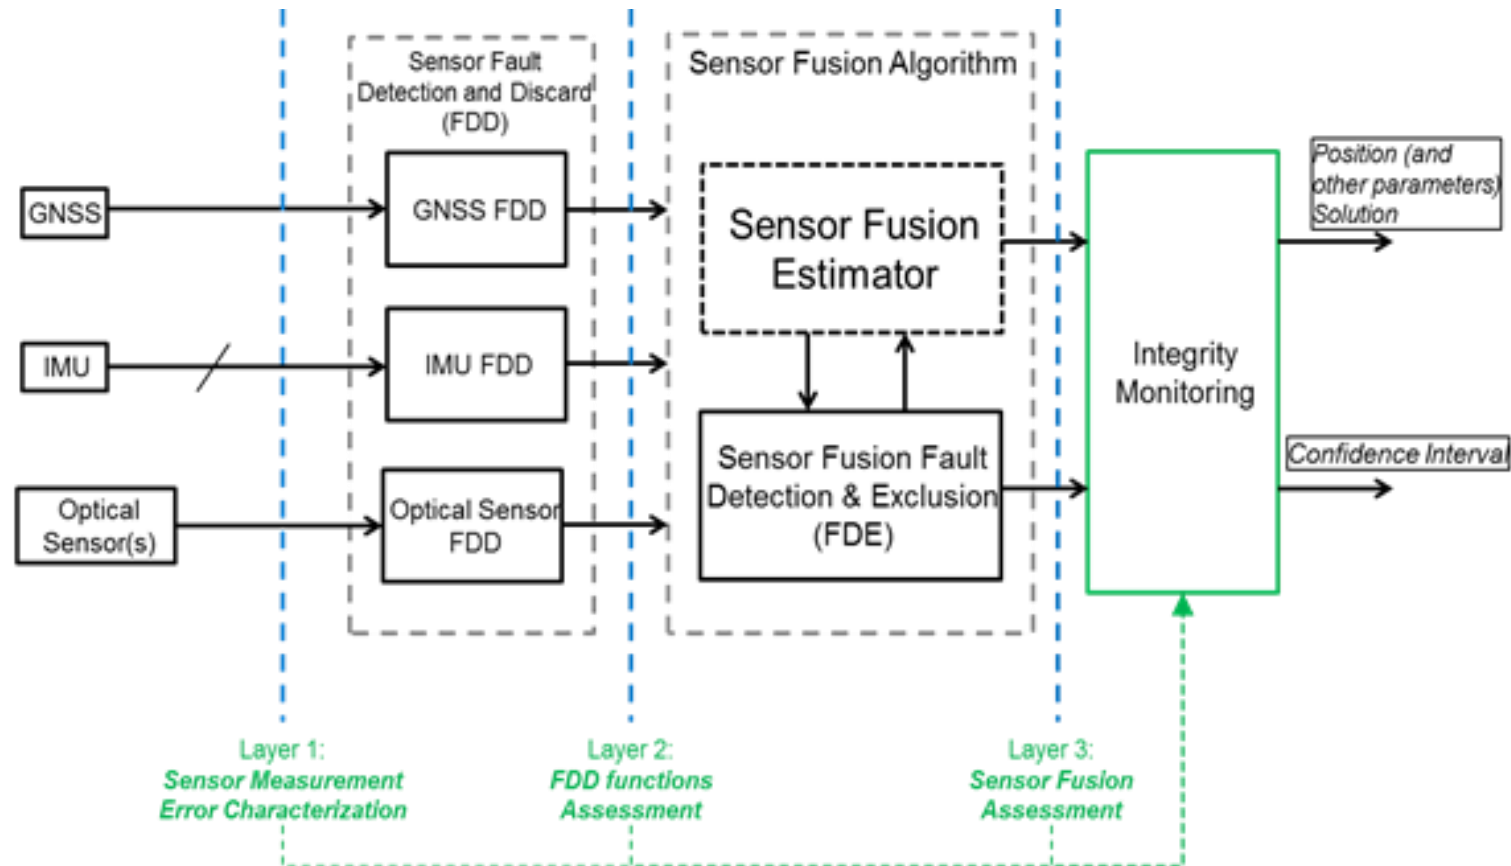 Sensor Fault
Detection and Discard
(FDD)
Sensor Fusion Algorithm
GNSS
GNSS FDD
IMU
IMU FDD
Optical
Sensor(s)
Optical Sensor
FDD
Sensor Fusion
Estimator
Sensor Fusion Fault
Detection & Exclusion
(FDE)
Integrity
Monitoring
Position (and
other parameters)
Solution
Confidence Interval
Layer 1:
Sensor Measurement
Error Characterization
Layer 2:
FDD functions
Assessment
Layer 3:
Sensor Fusion
Assessment